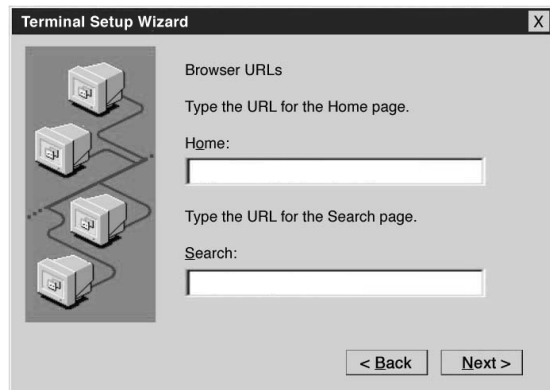 Terminal Setup Wizard X
Browser URLs
Type the URL for the Home page.
Home:
Type the URL for the Search page.
Search:
< Back Next >